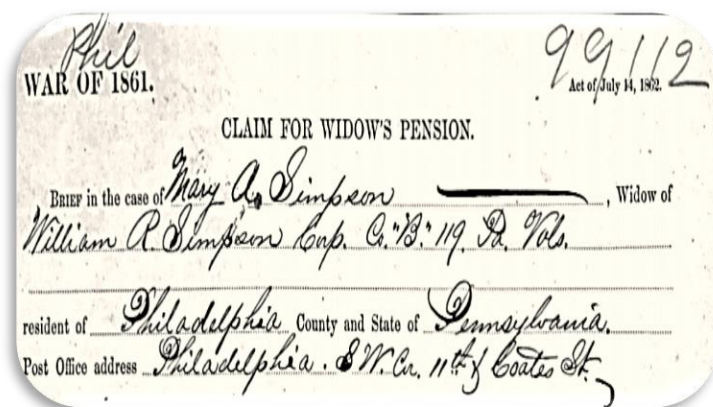 Phil
99112
WAR OF 1861.
Act of July 14, 1862.
CLAIM FOR WIDOW'S PENSION.
BRIEF in the case of Mary A. Simpson, Widow of
William R. Simpson Corp. Co. "B." 119 Pa. Vols.
resident of Philadelphia County and State of Pennsylvania.
Post Office address Philadelphia. S W. Cr. 11th & Coates St.